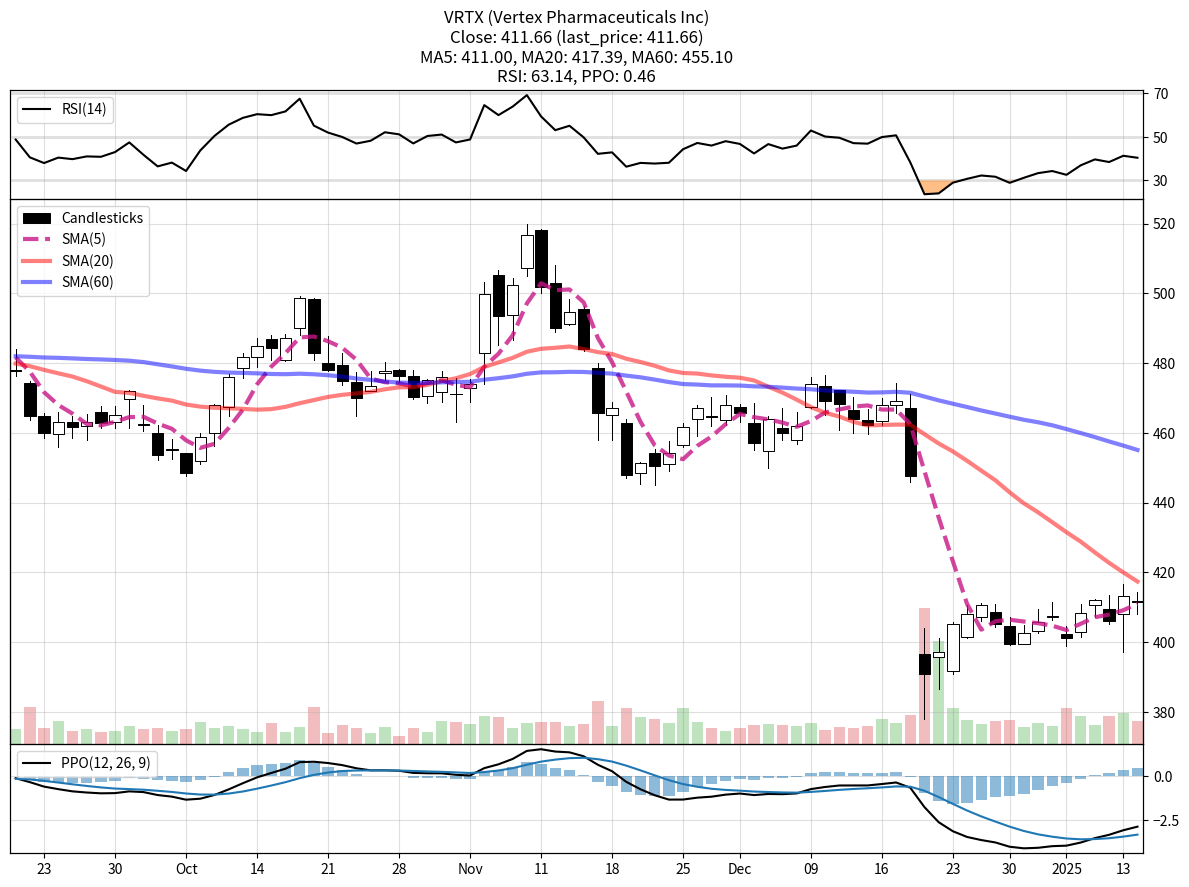 VRTX (Vertex Pharmaceuticals Inc)
Close: 411.66 (last_price: 411.66)
MA5: 411.00, MA20: 417.39, MA60: 455.10
RSI: 63.14, PPO: 0.46
RSI(14)
70
50
30
Candlesticks
SMA(5)
SMA(20)
SMA(60)
520
500
480
460
440
420
400
380
PPO(12, 26, 9)
0.0
−2.5
23 30 Oct 14 21 28 Nov 11 18 25 Dec 09 16 23 30 2025 13